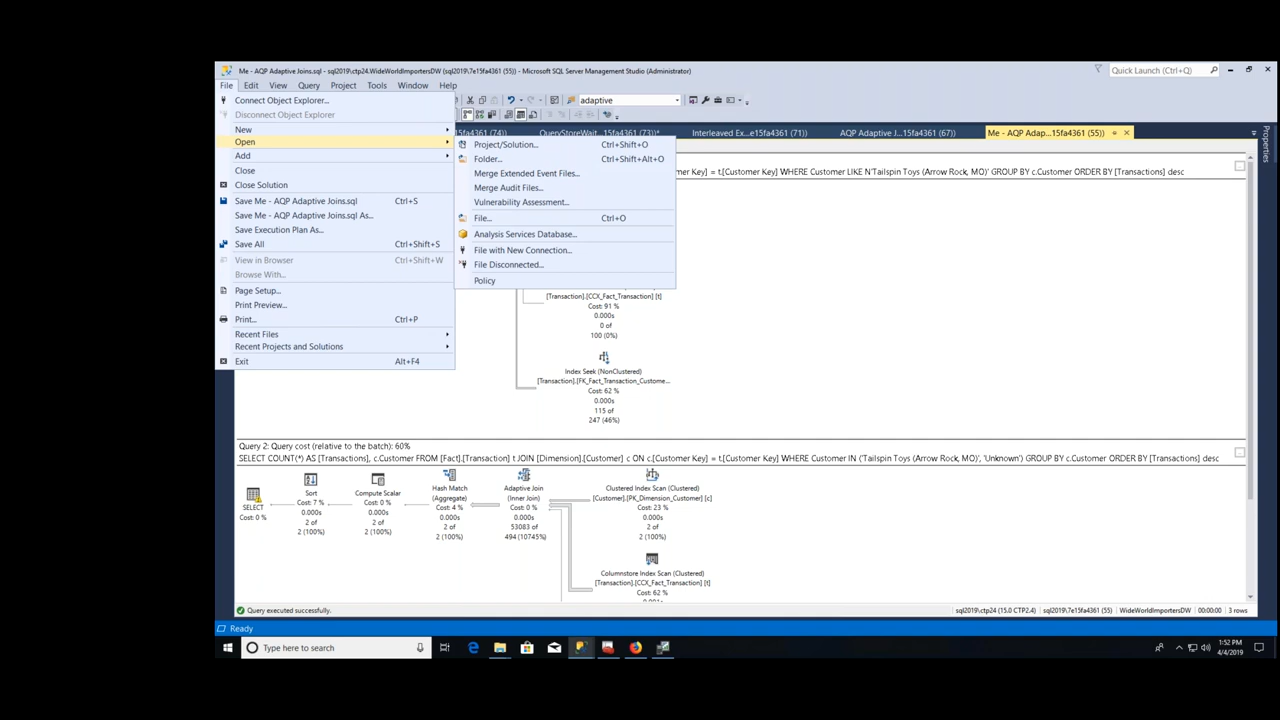 Me - AQP Adaptive Joins.sql - sql2019\ctp24.WideWorldImportersDW (sql2019\7e15fa4361 (55)) - Microsoft SQL Server Management Studio (Administrator)
Quick Launch (Ctrl+Q)
File Edit View Query Project Tools Window Help
adaptive
15fa4361 (74)) QueryStoreWait...15fa4361 (73))* Interleaved Ex...e15fa4361 (71)) AQP Adaptive J...15fa4361 (67)) Me - AQP Adap...15fa4361 (55))
Properties
Connect Object Explorer...
Disconnect Object Explorer
New
Open
Add
Close
Close Solution
Save Me - AQP Adaptive Joins.sql Ctrl+S
Save Me - AQP Adaptive Joins.sql As...
Save Execution Plan As...
Save All Ctrl+Shift+S
View in Browser Ctrl+Shift+W
Browse With...
Page Setup...
Print Preview...
Print... Ctrl+P
Recent Files
Recent Projects and Solutions
Exit Alt+F4
Project/Solution... Ctrl+Shift+O
Folder... Ctrl+Shift+Alt+O
Merge Extended Event Files...
Merge Audit Files...
Vulnerability Assessment...
File... Ctrl+O
Analysis Services Database...
File with New Connection...
File Disconnected...
Policy
Customer Key] = t.[Customer Key] WHERE Customer LIKE N'Tailspin Toys (Arrow Rock, MO)' GROUP BY c.Customer ORDER BY [Transactions] desc
[Transaction].[CCX_Fact_Transaction] [t]
Cost: 91 %
0.000s
0 of
100 (0%)
Index Seek (NonClustered)
[Transaction].[FK_Fact_Transaction_Custome...
Cost: 62 %
0.000s
115 of
247 (46%)
Query 2: Query cost (relative to the batch): 60%
SELECT COUNT(*) AS [Transactions], c.Customer FROM [Fact].[Transaction] t JOIN [Dimension].[Customer] c ON c.[Customer Key] = t.[Customer Key] WHERE Customer IN ('Tailspin Toys (Arrow Rock, MO)', 'Unknown') GROUP BY c.Customer ORDER BY [Transactions] desc
SELECT
Cost: 0 %
Sort
Cost: 7 %
0.000s
2 of
2 (100%)
Compute Scalar
Cost: 0 %
0.000s
2 of
2 (100%)
Hash Match
(Aggregate)
Cost: 4 %
0.000s
2 of
2 (100%)
Adaptive Join
(Inner Join)
Cost: 0 %
0.000s
53083 of
494 (10745%)
Clustered Index Scan (Clustered)
[Customer].[PK_Dimension_Customer] [c]
Cost: 23 %
0.000s
2 of
2 (100%)
Columnstore Index Scan (Clustered)
[Transaction].[CCX_Fact_Transaction] [t]
Cost: 62 %
Query executed successfully.
sql2019\ctp24 (15.0 CTP2.4) sql2019\7e15fa4361 (55) WideWorldImportersDW 00:00:00 3 rows
Ready
Type here to search
1:52 PM
4/4/2019